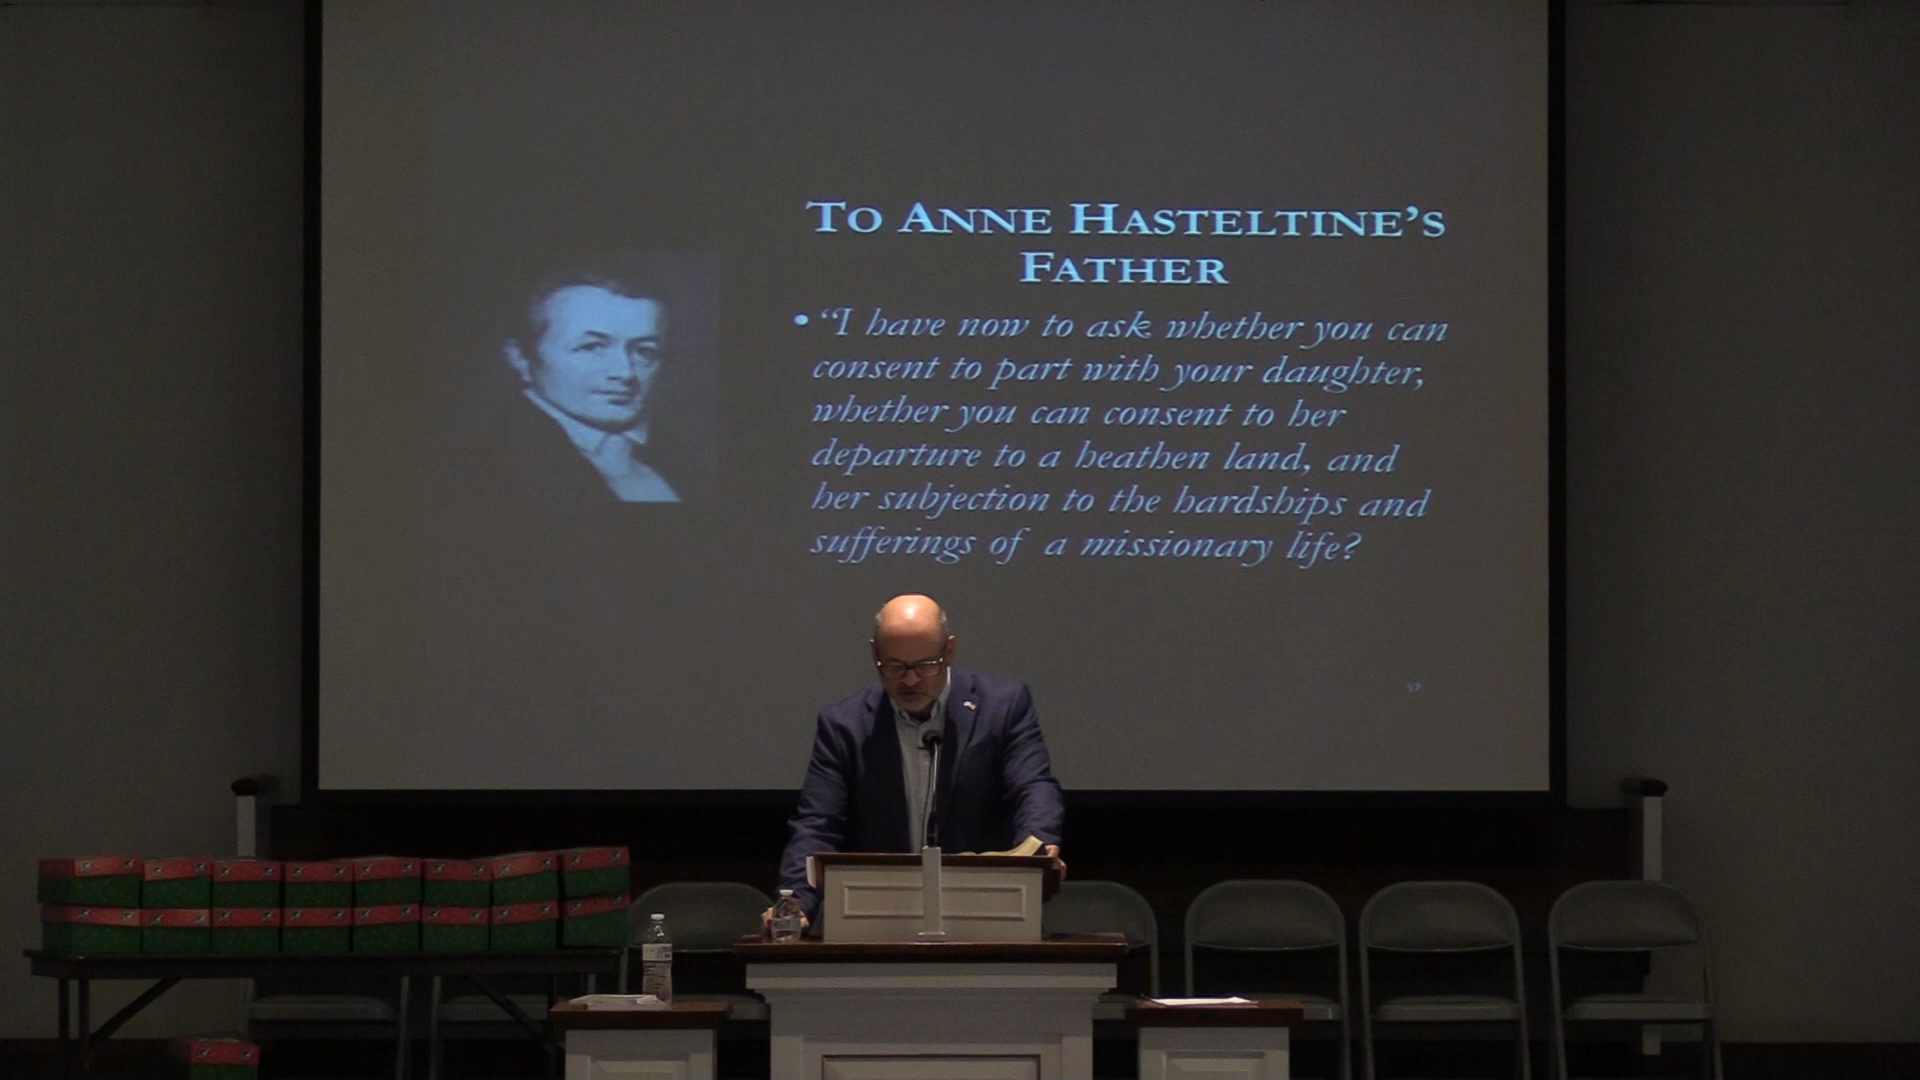 TO ANNE HASTELTINE'S
FATHER
• “I have now to ask whether you can
consent to part with your daughter,
whether you can consent to her
departure to a heathen land, and
her subjection to the hardships and
sufferings of a missionary life?
57